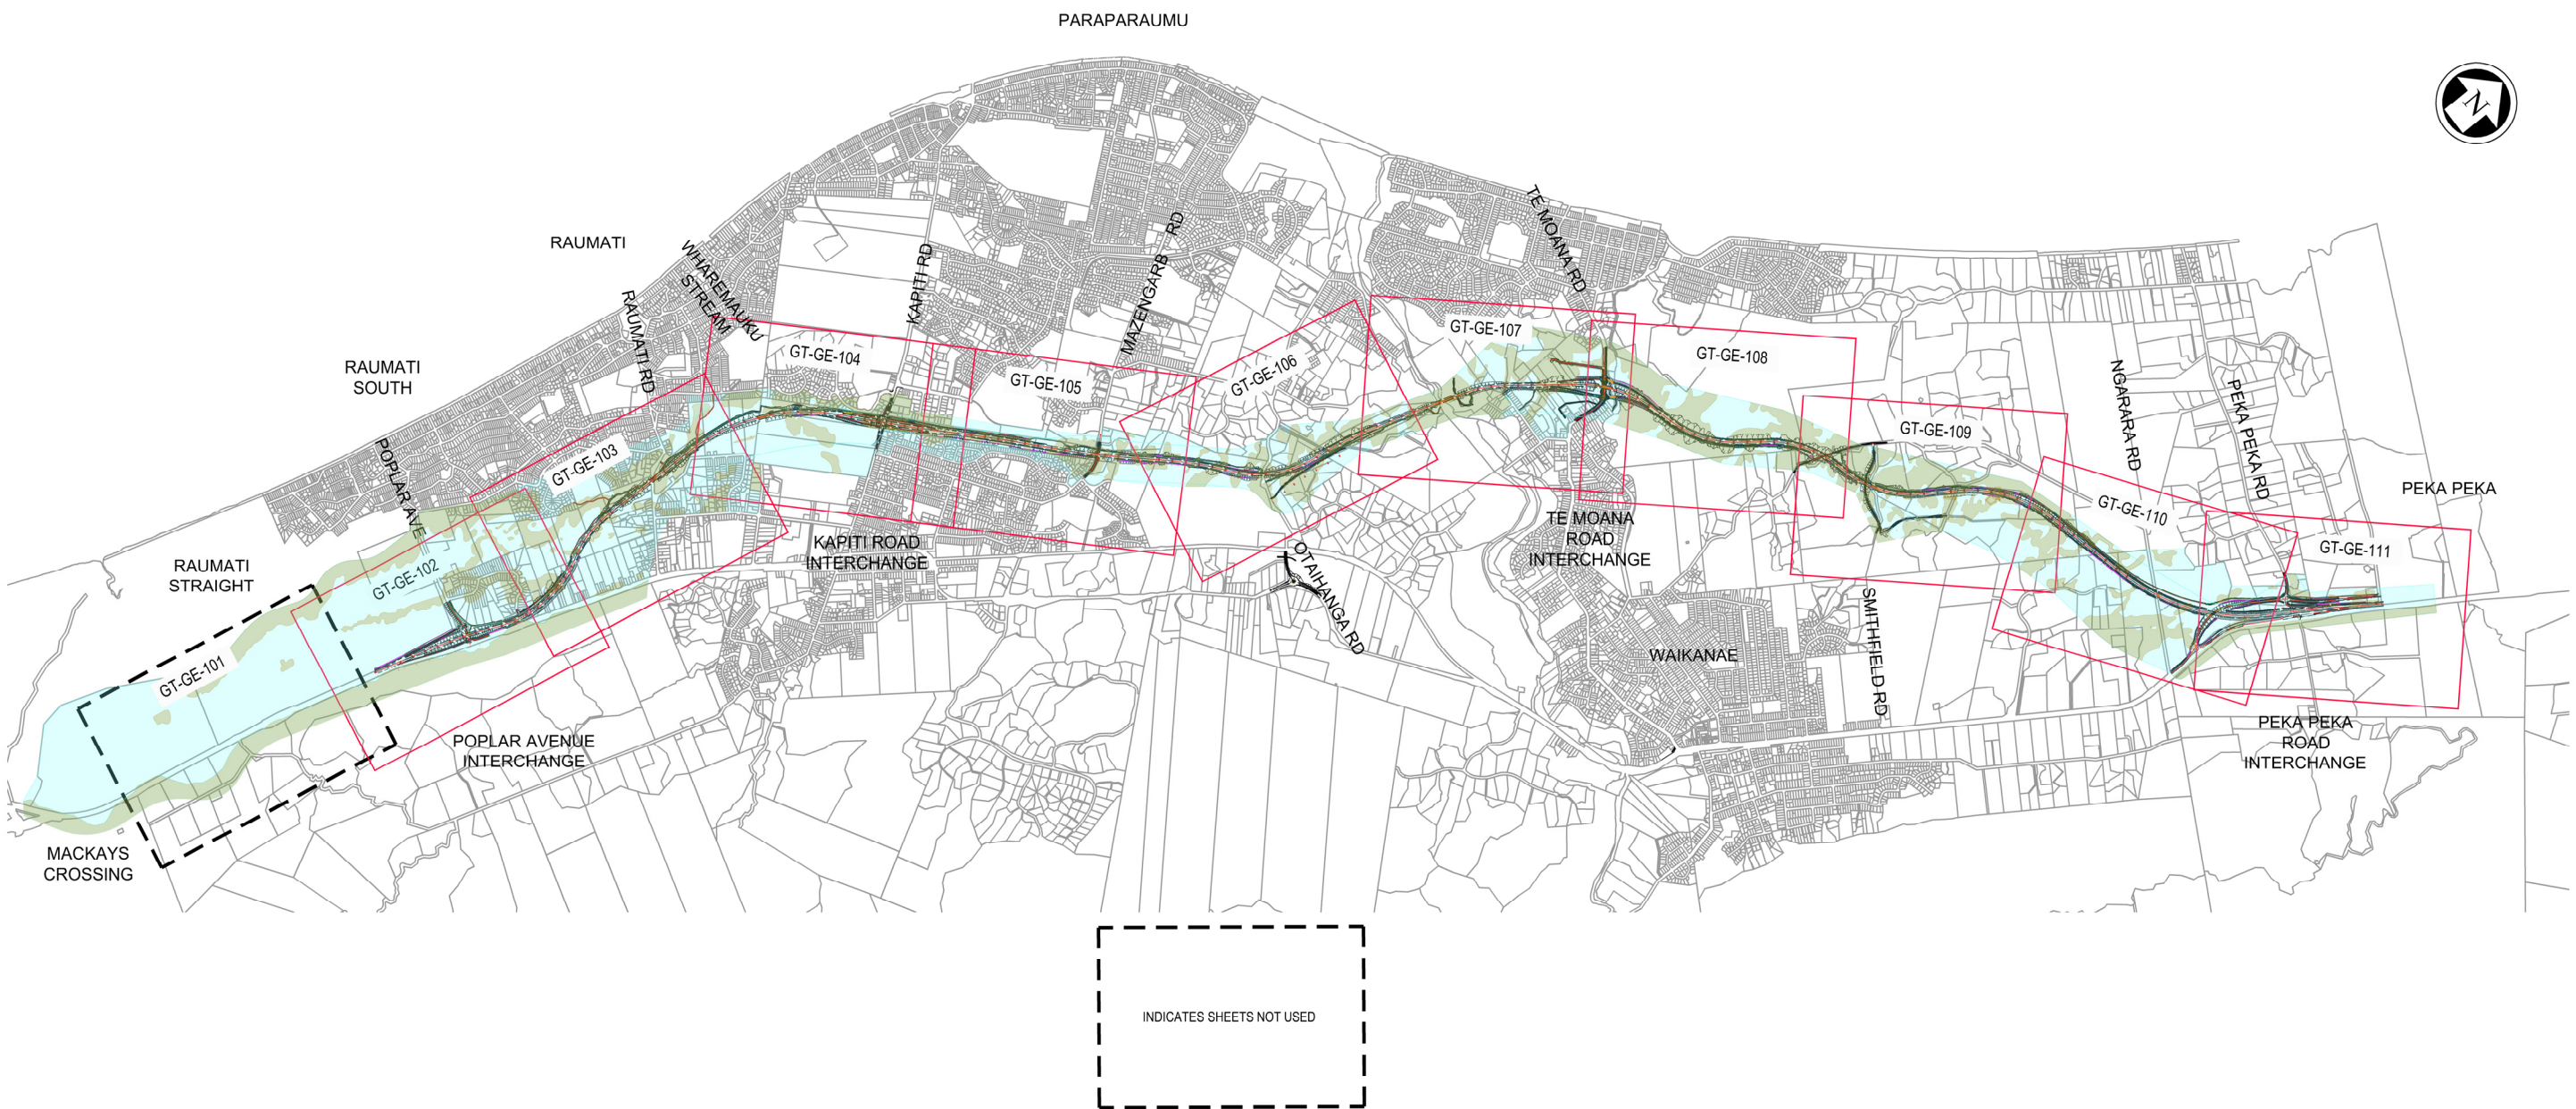 PARAPARAUMU
N
RAUMATI
WHAREMAUKU
STREAM
KAPITI RD
MAZENGARB RD
TE MOANA RD
RAUMATI RD
RAUMATI
SOUTH
POPLAR AVE
GT-GE-103
GT-GE-104
GT-GE-105
GT-GE-106
GT-GE-107
GT-GE-108
GT-GE-109
NGARARA RD
PEKA PEKA RD
PEKA PEKA
GT-GE-110
GT-GE-111
RAUMATI
STRAIGHT
GT-GE-102
GT-GE-101
KAPITI ROAD
INTERCHANGE
OTAIHANGA RD
TE MOANA
ROAD
INTERCHANGE
SMITHFIELD RD
WAIKANAE
POPLAR AVENUE
INTERCHANGE
PEKA PEKA
ROAD
INTERCHANGE
MACKAYS
CROSSING
INDICATES SHEETS NOT USED